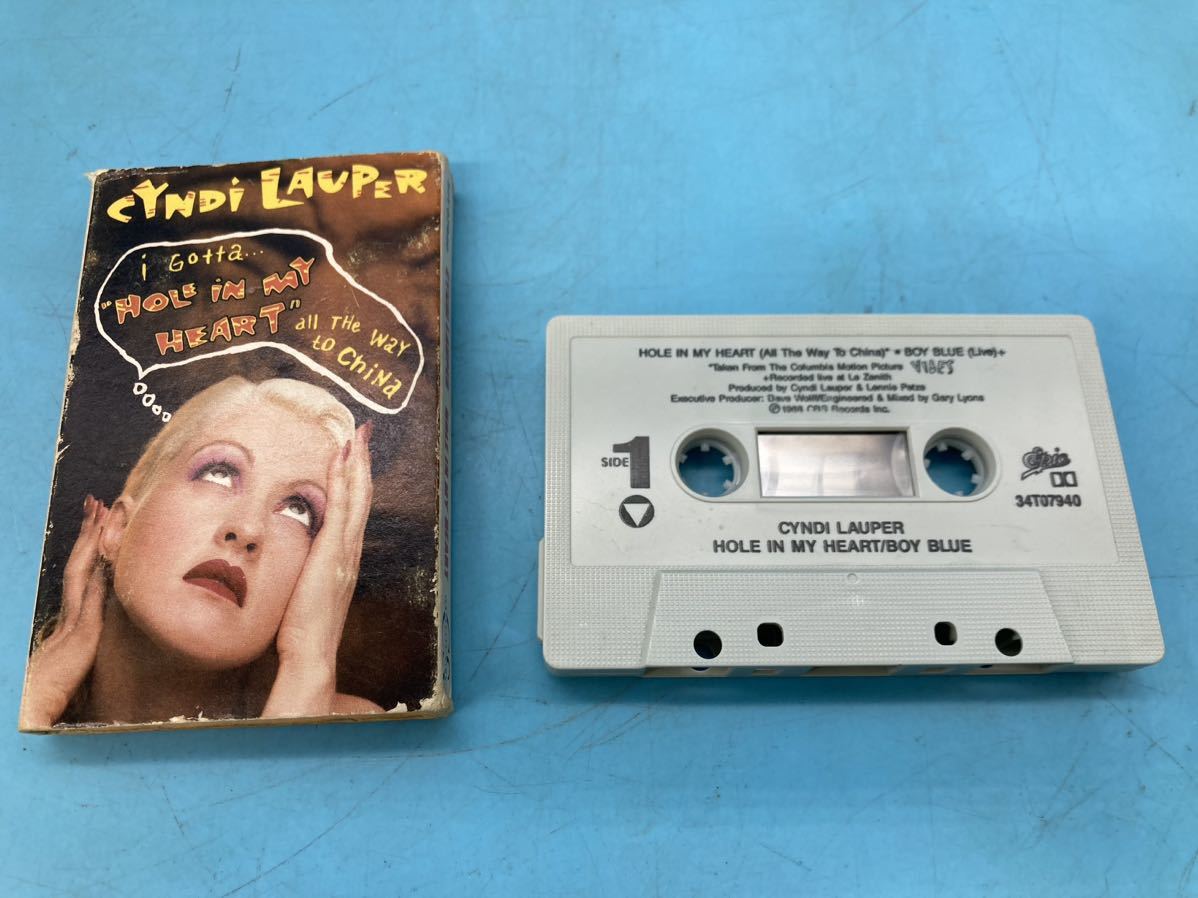 CYNDI LAUPER
i Gotta...
"HOLE IN MY
HEART" all THE WAY
to CHINA
HOLE IN MY HEART (All The Way To China)* • BOY BLUE (Live)+
*Taken From The Columbia Motion Picture VIBES
+Recorded live at Le Zenith
Produced by Cyndi Lauper & Lennie Petze
Executive Producer: Dave Wolff/Engineered & Mixed by Gary Lyons
℗ 1988 CBS Records Inc.
SIDE 1
Epic
34T07940
CYNDI LAUPER
HOLE IN MY HEART/BOY BLUE